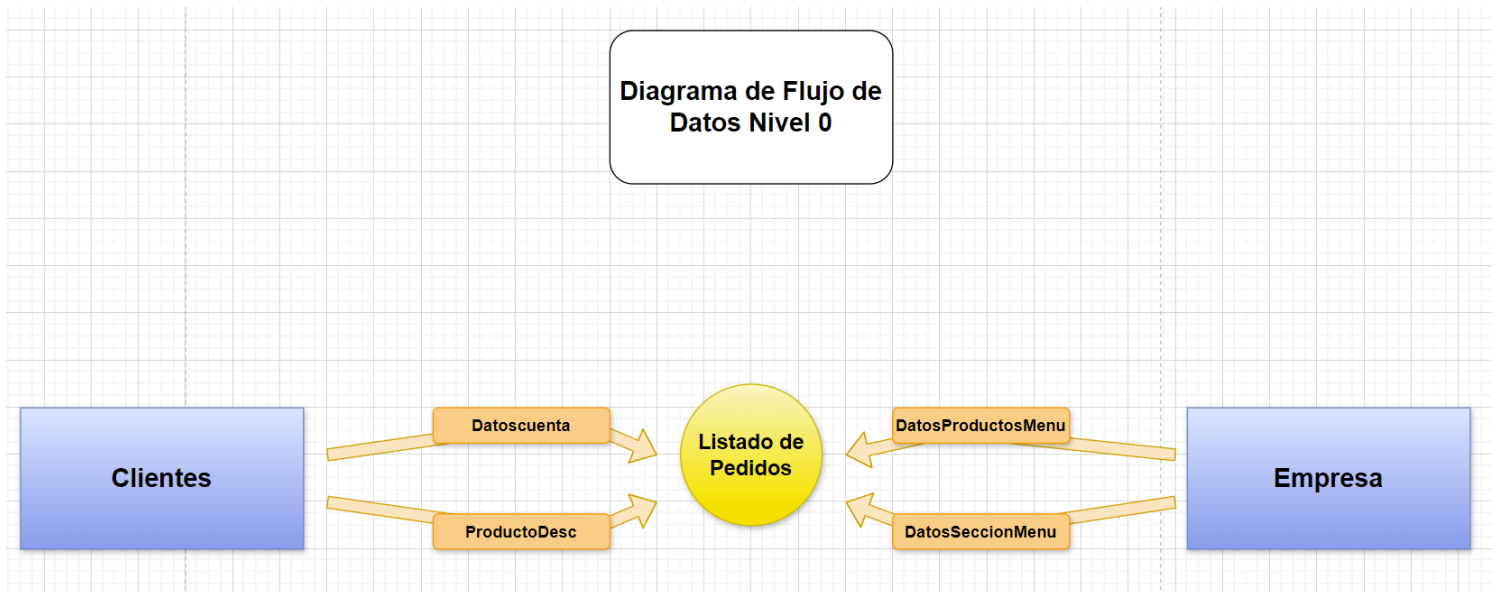 Diagrama de Flujo de
Datos Nivel 0
Datoscuenta
DatosProductosMenu
Listado de
Pedidos
Clientes
Empresa
ProductoDesc
DatosSeccionMenu